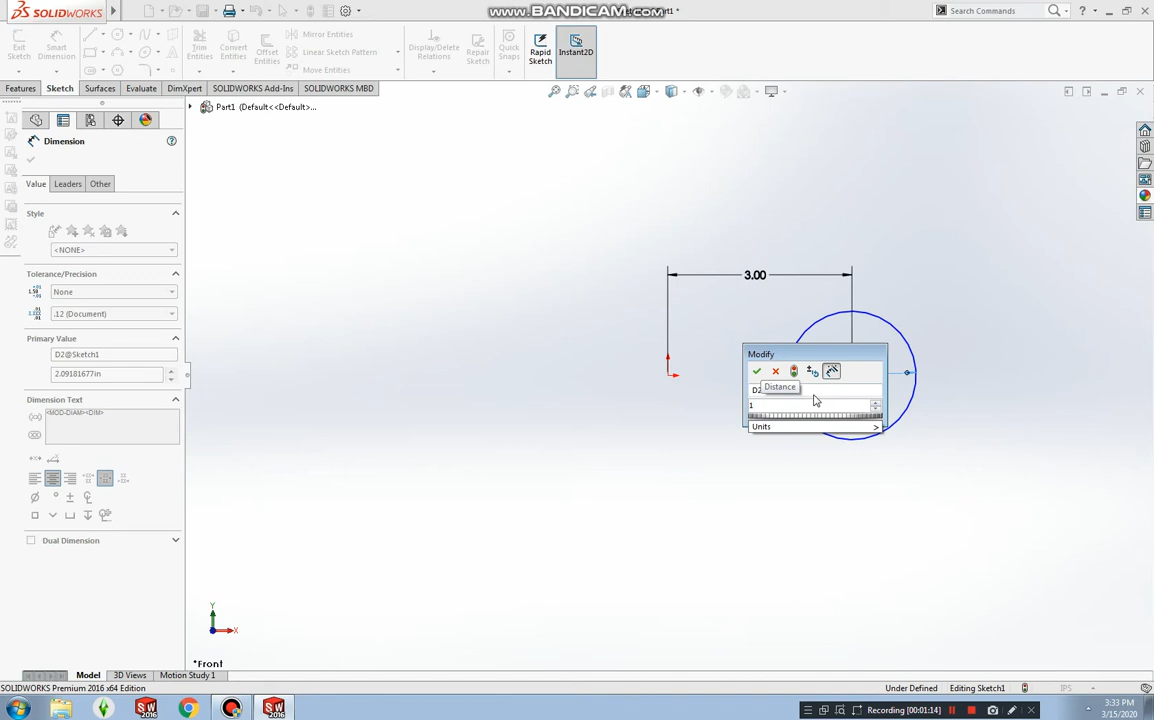 SOLIDWORKS
www.BANDICAM.com
*
Search Commands
Exit Sketch
Smart Dimension
Trim Entities
Convert Entities
Offset Entities
Mirror Entities
Linear Sketch Pattern
Move Entities
Display/Delete Relations
Repair Sketch
Quick Snaps
Rapid Sketch
Instant2D
Features
Sketch
Surfaces
Evaluate
DimXpert
SOLIDWORKS Add-Ins
SOLIDWORKS MBD
Part1 (Default<<Default>...
Dimension
Value
Leaders
Other
Style
<NONE>
Tolerance/Precision
None
.12 (Document)
Primary Value
D2@Sketch1
2.09181677in
Dimension Text
<MOD-DIAM><DIM>
Dual Dimension
3.00
Modify
Distance
D2
1
Units >
Y
X
*Front
Model
3D Views
Motion Study 1
SOLIDWORKS Premium 2016 x64 Edition
Under Defined
Editing Sketch1
IPS
Recording [00:01:14]
3:33 PM
3/15/2020